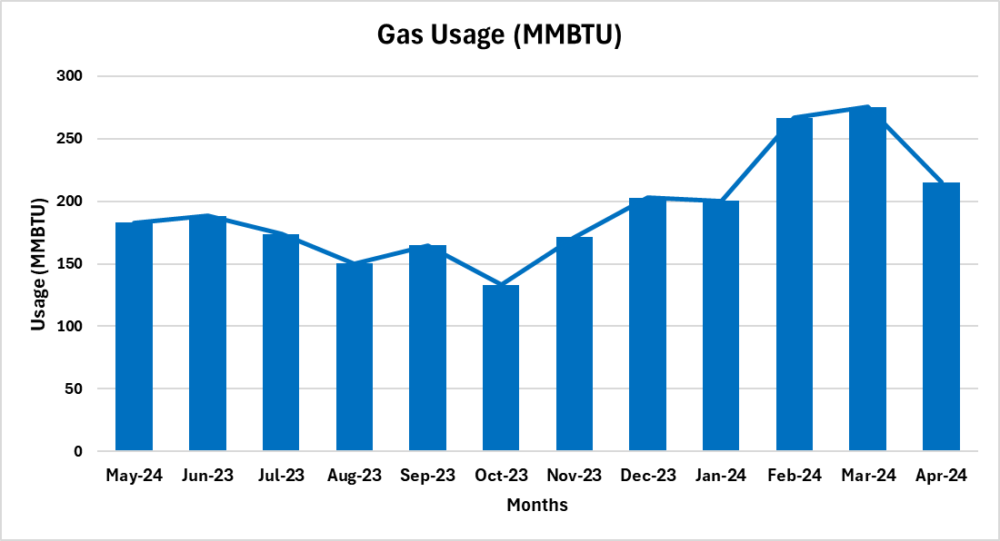 Gas Usage (MMBTU)
300
250
200
150
100
50
0
Usage (MMBTU)
May-24 Jun-23 Jul-23 Aug-23 Sep-23 Oct-23 Nov-23 Dec-23 Jan-24 Feb-24 Mar-24 Apr-24
Months